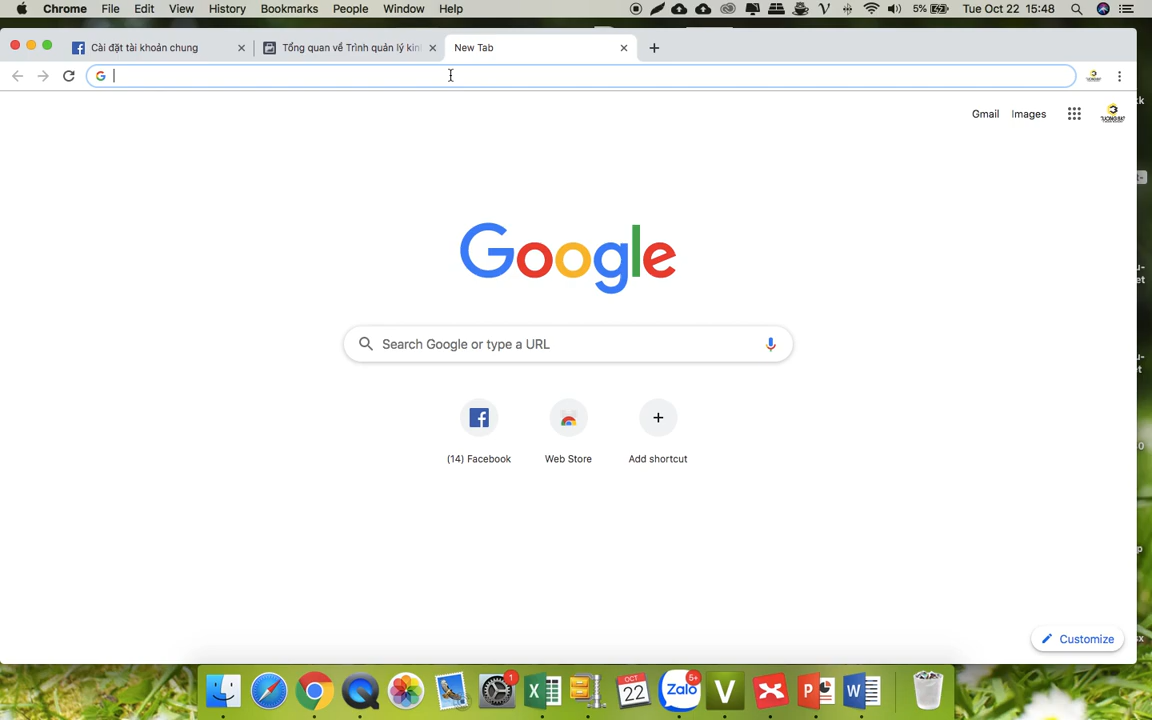 Chrome File Edit View History Bookmarks People Window Help 5% Tue Oct 22 15:48
Cài đặt tài khoản chung Tổng quan về Trình quản lý kin New Tab
Gmail Images
Google
Search Google or type a URL
(14) Facebook Web Store Add shortcut
Customize
1 OCT 22 Zalo 5+ V P W